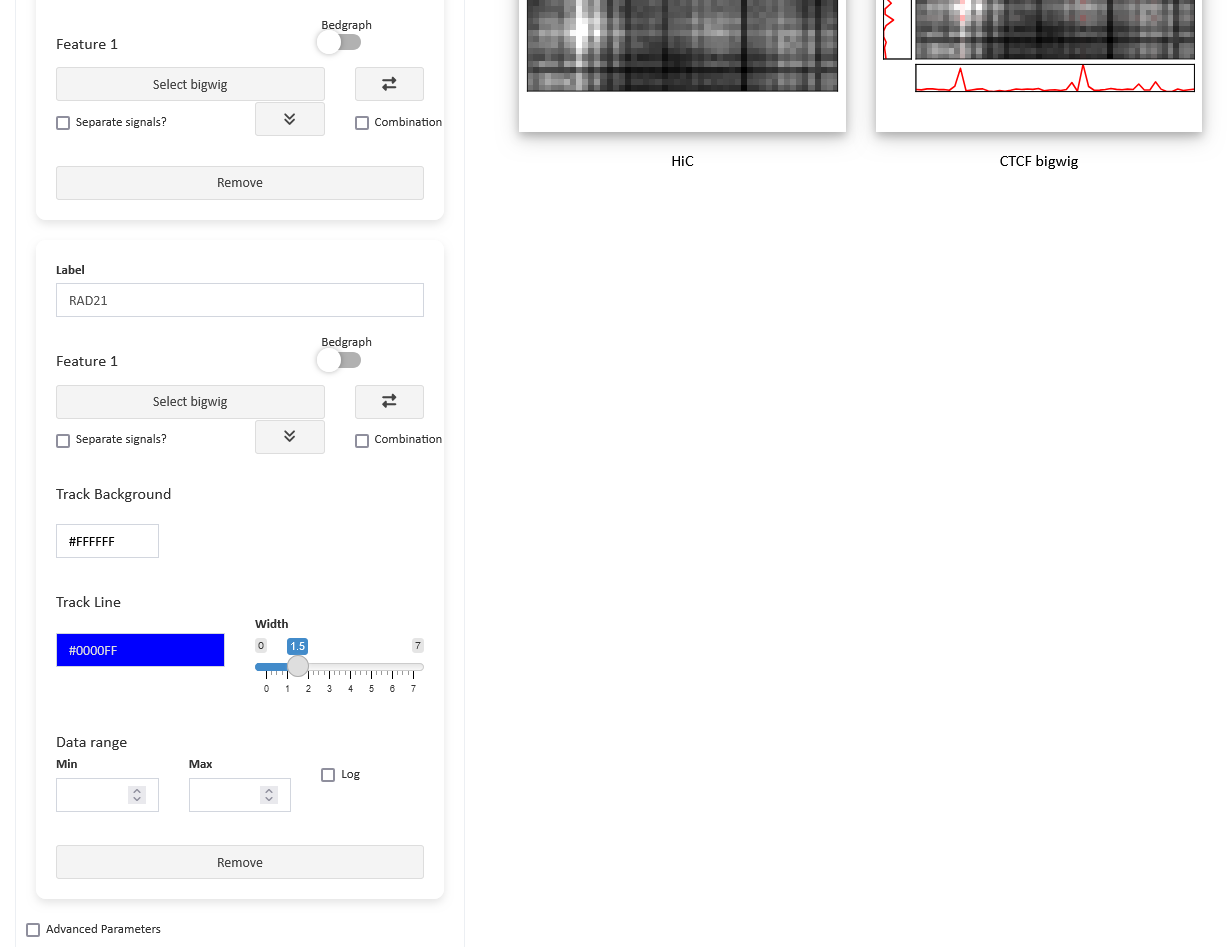 Bedgraph
Feature 1
Select bigwig
Separate signals?
Combination
Remove
Label
RAD21
Bedgraph
Feature 1
Select bigwig
Separate signals?
Combination
Track Background
#FFFFFF
Track Line
Width
#0000FF
0 1.5 7
0 1 2 3 4 5 6 7
Data range
Min Max
Log
Remove
Advanced Parameters
HiC
CTCF bigwig